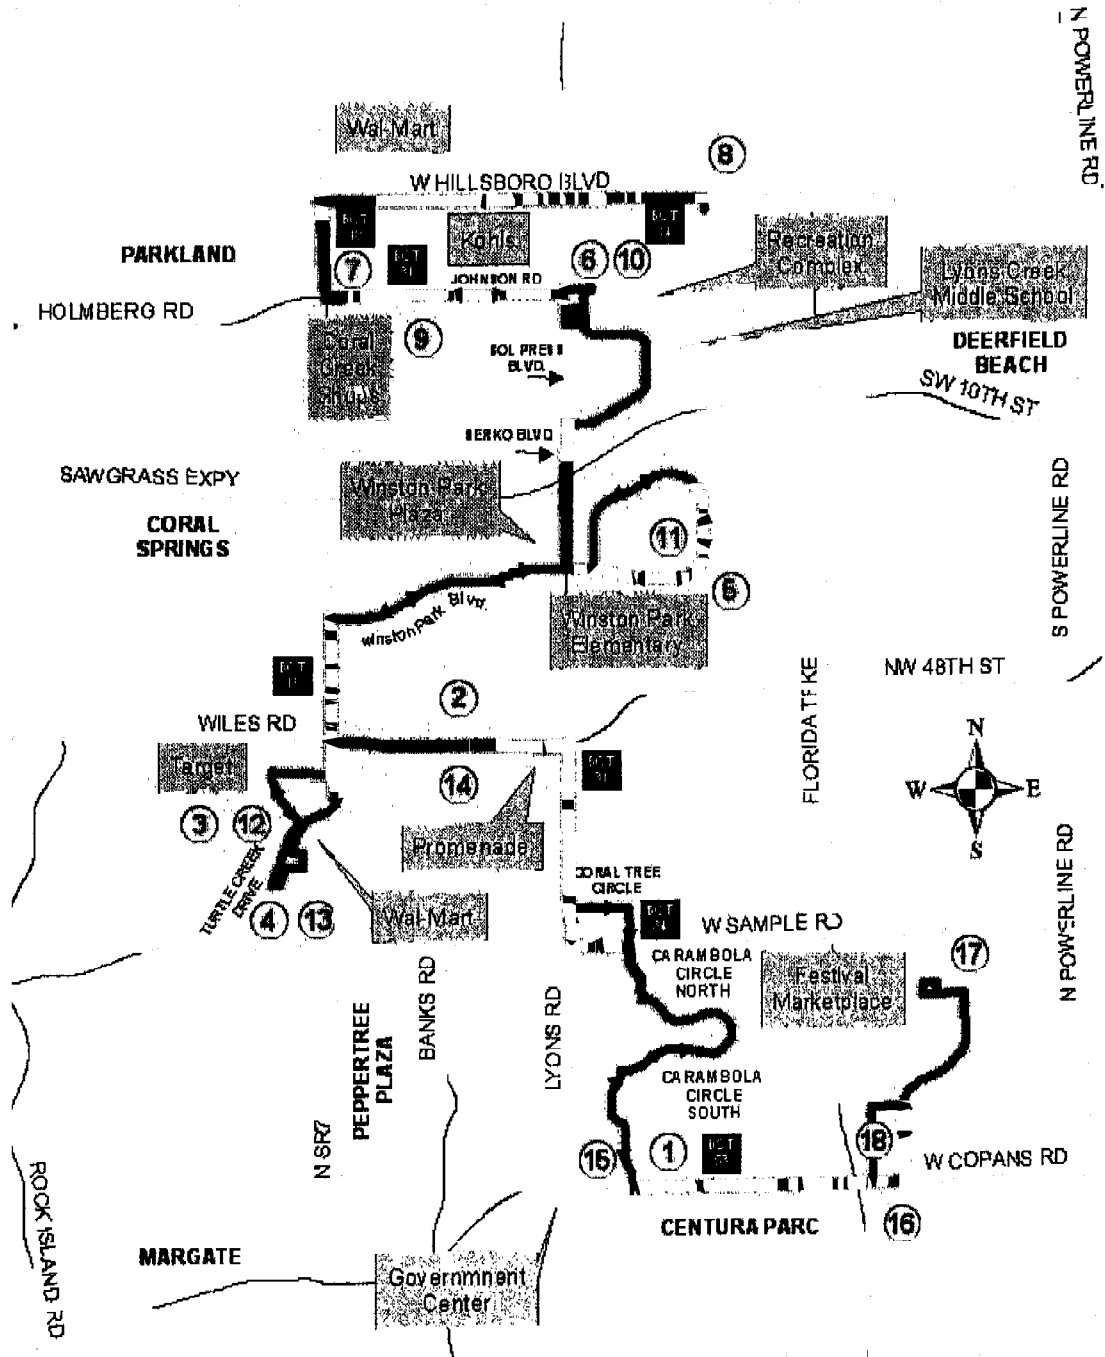 N POWERLINE RD
Wal-Mart
8
W HILLSBORO BLVD
Kohls
PARKLAND
7
6 10
JOHNSON RD
Recreation
Complex
Lyons Creek
Middle School
HOLMBERG RD
9
Coral
Creek
Shops
DEERFIELD
BEACH
BLVD.
SW 10TH ST
BLVD
SAWGRASS EXPY
Winston Park
Plaza
CORAL
SPRINGS
11
S POWERLINE RD
5
Winston Park Blvd.
Winston Park
Elementary
NW 48TH ST
2
WILES RD
FLORIDA TPKE
N
W E
S
Target
14
3 12
Promenade
TURTLE CREEK
DRIVE
4 13
Wal-Mart
CORAL TREE
CIRCLE
W SAMPLE RD
N POWERLINE RD
CARAMBOLA
CIRCLE
NORTH
17
Festival
Marketplace
BANKS RD
LYONS RD
PEPPERTREE
PLAZA
CARAMBOLA
CIRCLE
SOUTH
N SR7
15
1
18
W COPANS RD
ROCK ISLAND RD
16
CENTURA PARC
MARGATE
Governmnent
Center